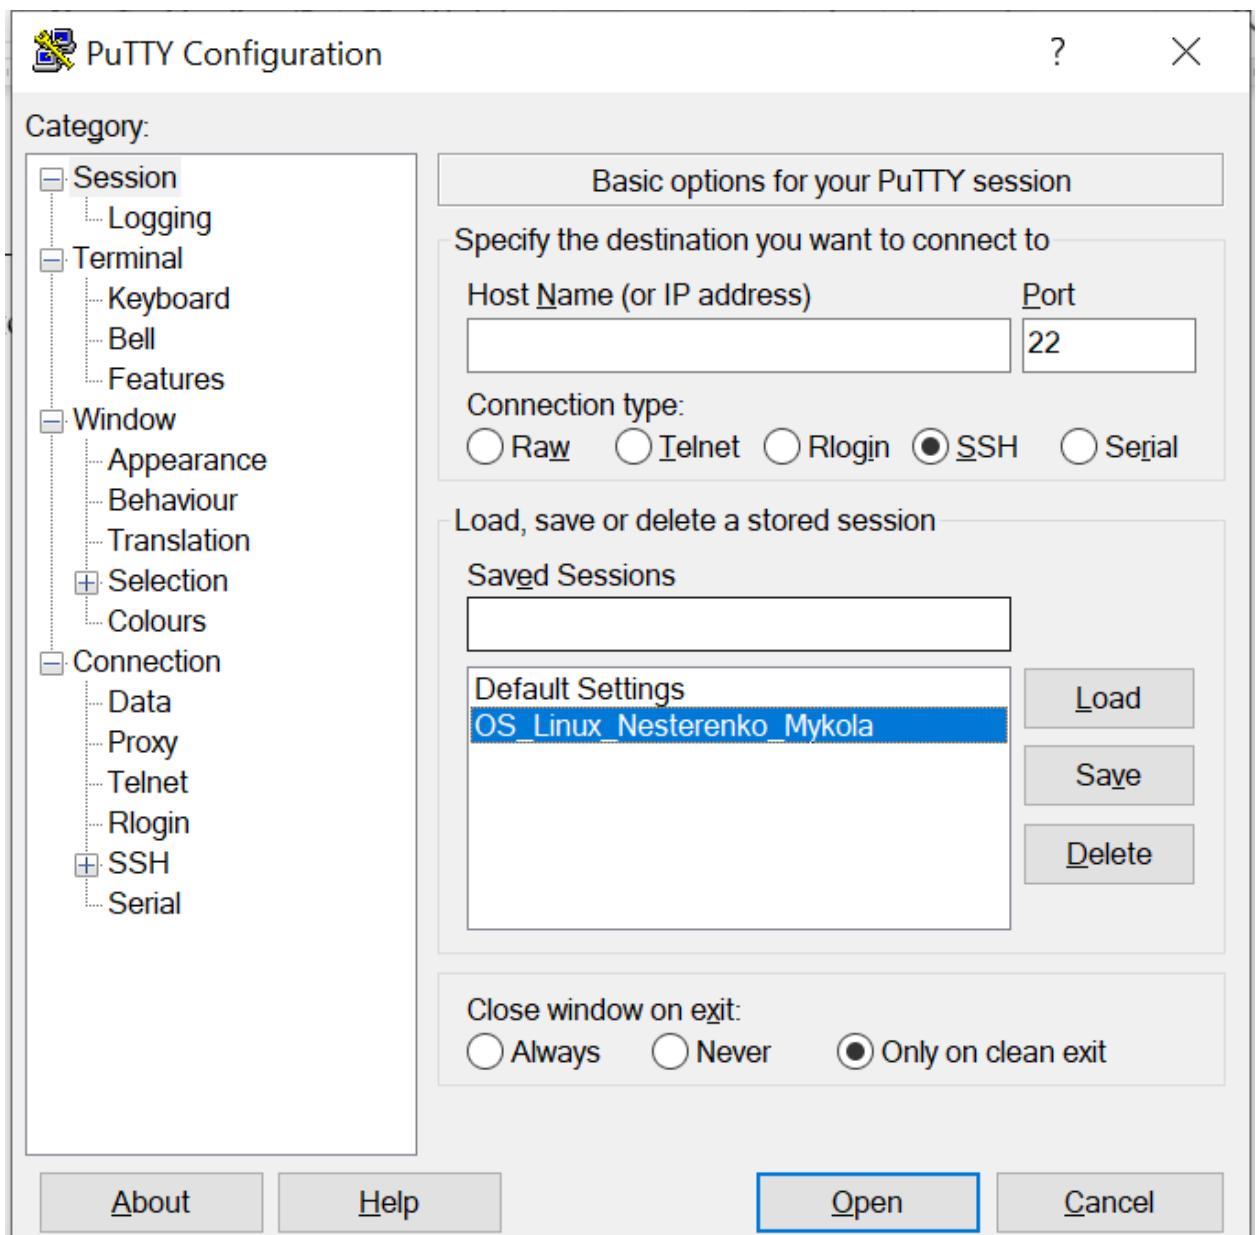 PuTTY Configuration
?
Category:
Session
Logging
Terminal
Keyboard
Bell
Features
Window
Appearance
Behaviour
Translation
Selection
Colours
Connection
Data
Proxy
Telnet
Rlogin
SSH
Serial
Basic options for your PuTTY session
Specify the destination you want to connect to
Host Name (or IP address) Port
22
Connection type:
Raw Telnet Rlogin SSH Serial
Load, save or delete a stored session
Saved Sessions
Default Settings
OS_Linux_Nesterenko_Mykola
Load
Save
Delete
Close window on exit:
Always Never Only on clean exit
About Help Open Cancel